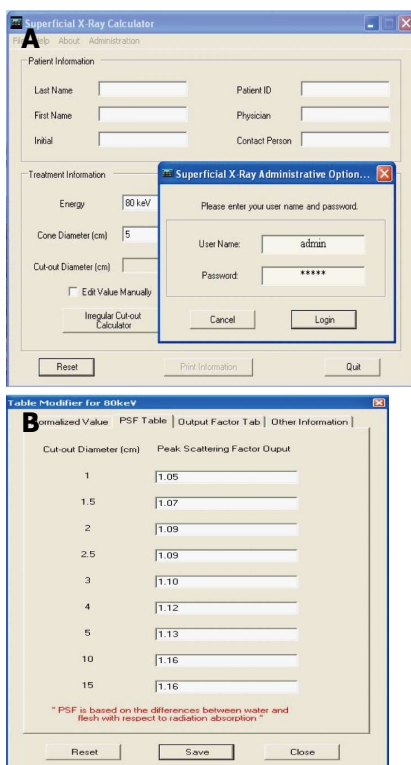 Superficial X-Ray Calculator
A
Help About Administration
Patient Information
Last Name Patient ID
First Name Physician
Initial Contact Person
Treatment Information
Superficial X-Ray Administrative Option...
Energy 80 keV
Please enter your user name and password.
Cone Diameter (cm) 5
User Name: admin
Cut-out Diameter (cm)
Password: *****
Edit Value Manually
Irregular Cut-out
Calculator
Cancel Login
Reset Print Information Quit
Table Modifier for 80keV
B
ormalized Value PSF Table Output Factor Tab Other Information
Cut-out Diameter (cm) Peak Scattering Factor Ouput
1 1.05
1.5 1.07
2 1.09
2.5 1.09
3 1.10
4 1.12
5 1.13
10 1.16
15 1.16
" PSF is based on the differences between water and
flesh with respect to radiation absorption "
Reset Save Close